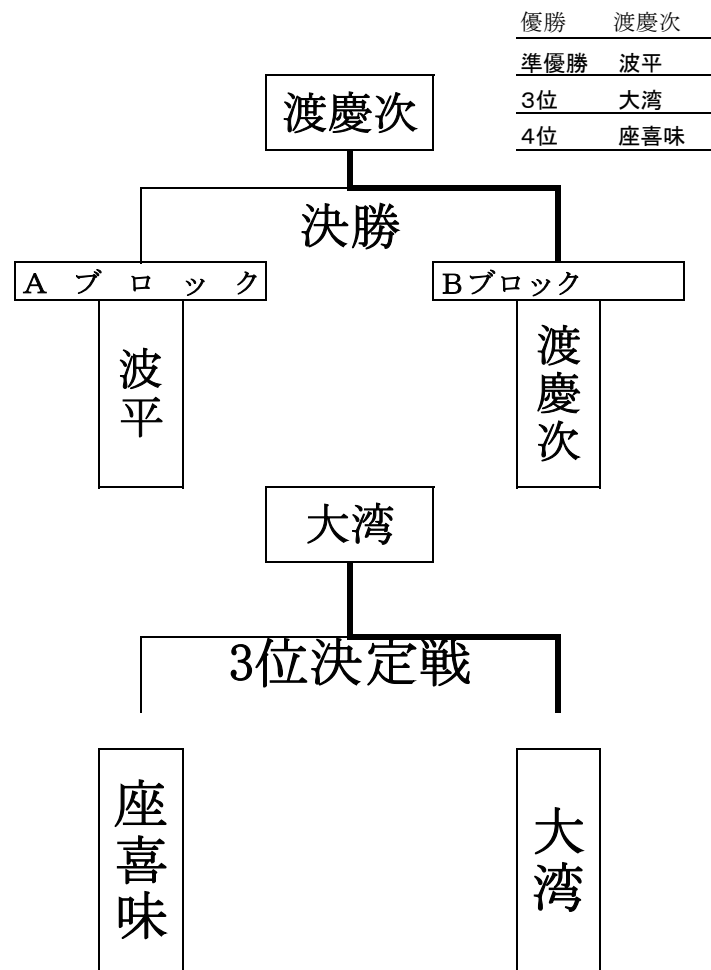 優勝 渡慶次
準優勝 波平
3位 大湾
4位 座喜味
渡慶次
決勝
Aブロック
Bブロック
波平
渡慶次
大湾
3位決定戦
座喜味
大湾